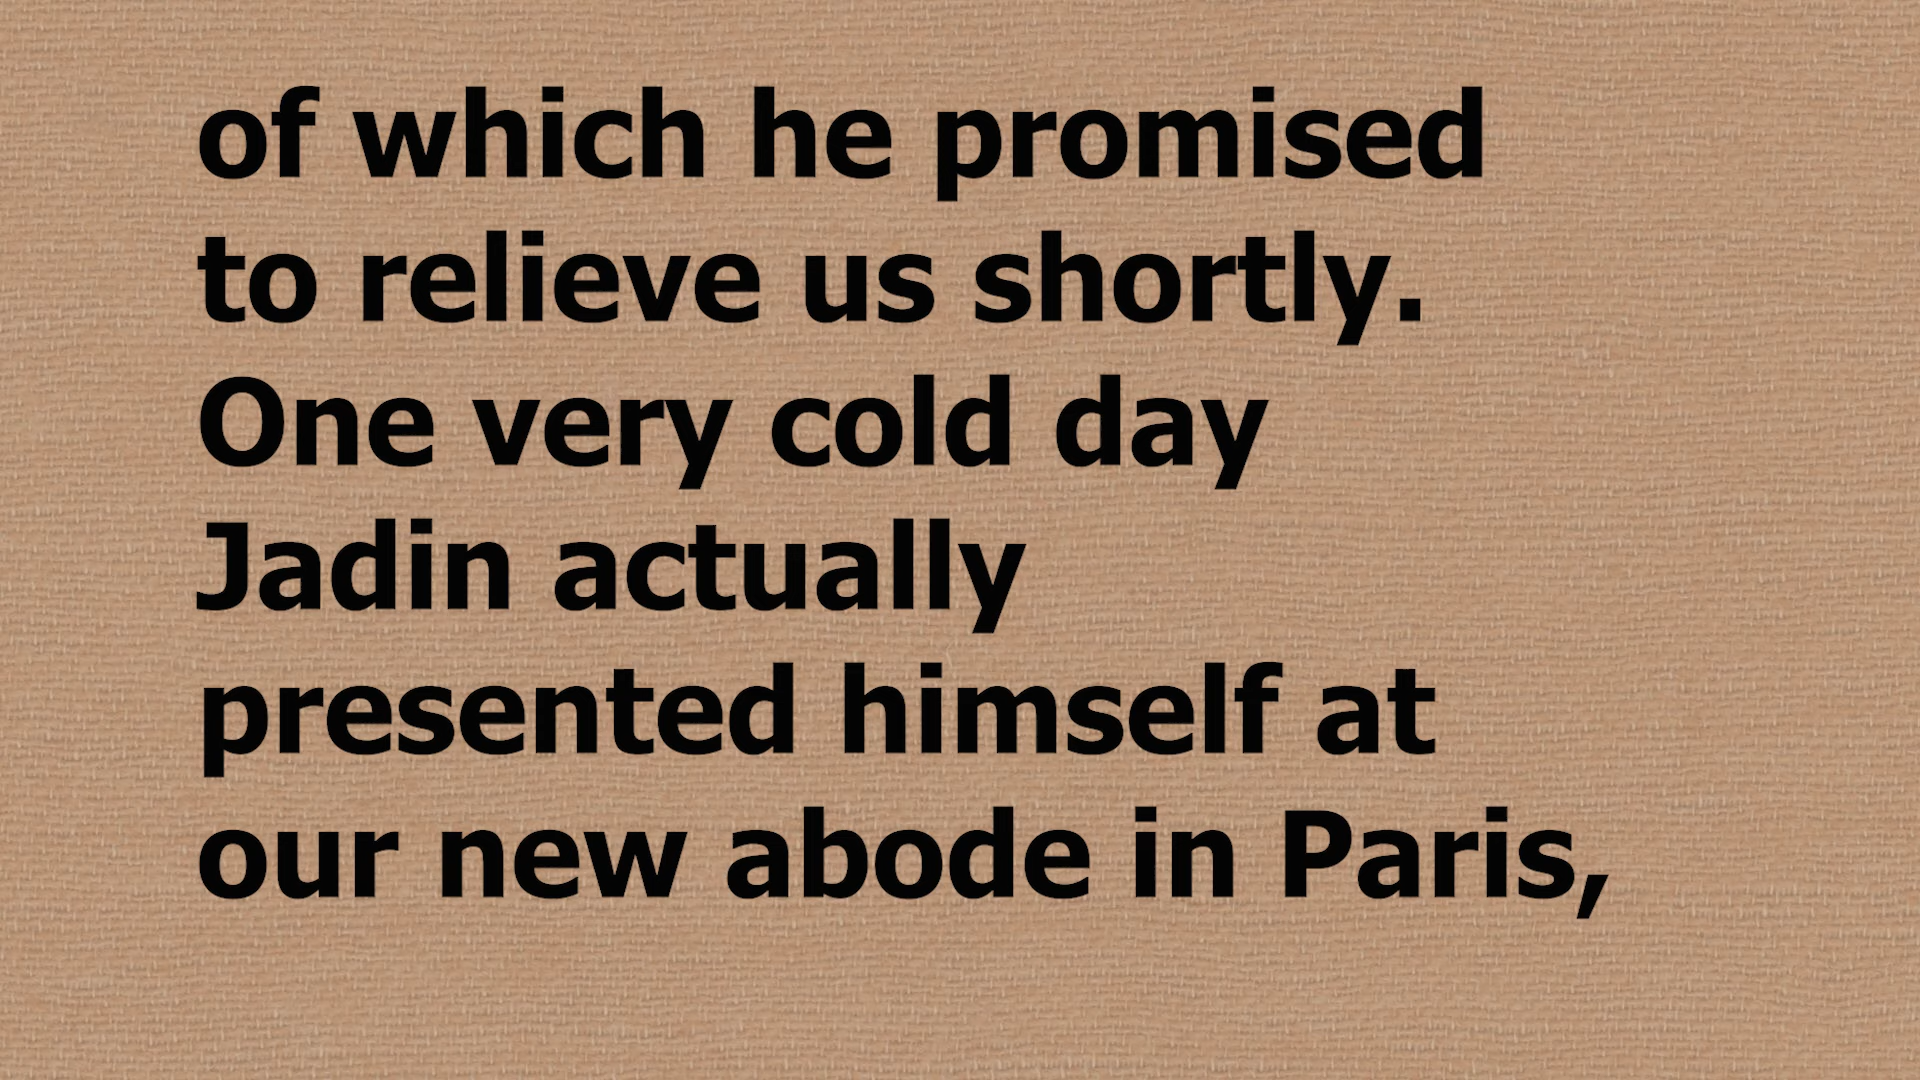 of which he promised
to relieve us shortly.
One very cold day
Jadin actually
presented himself at
our new abode in Paris,